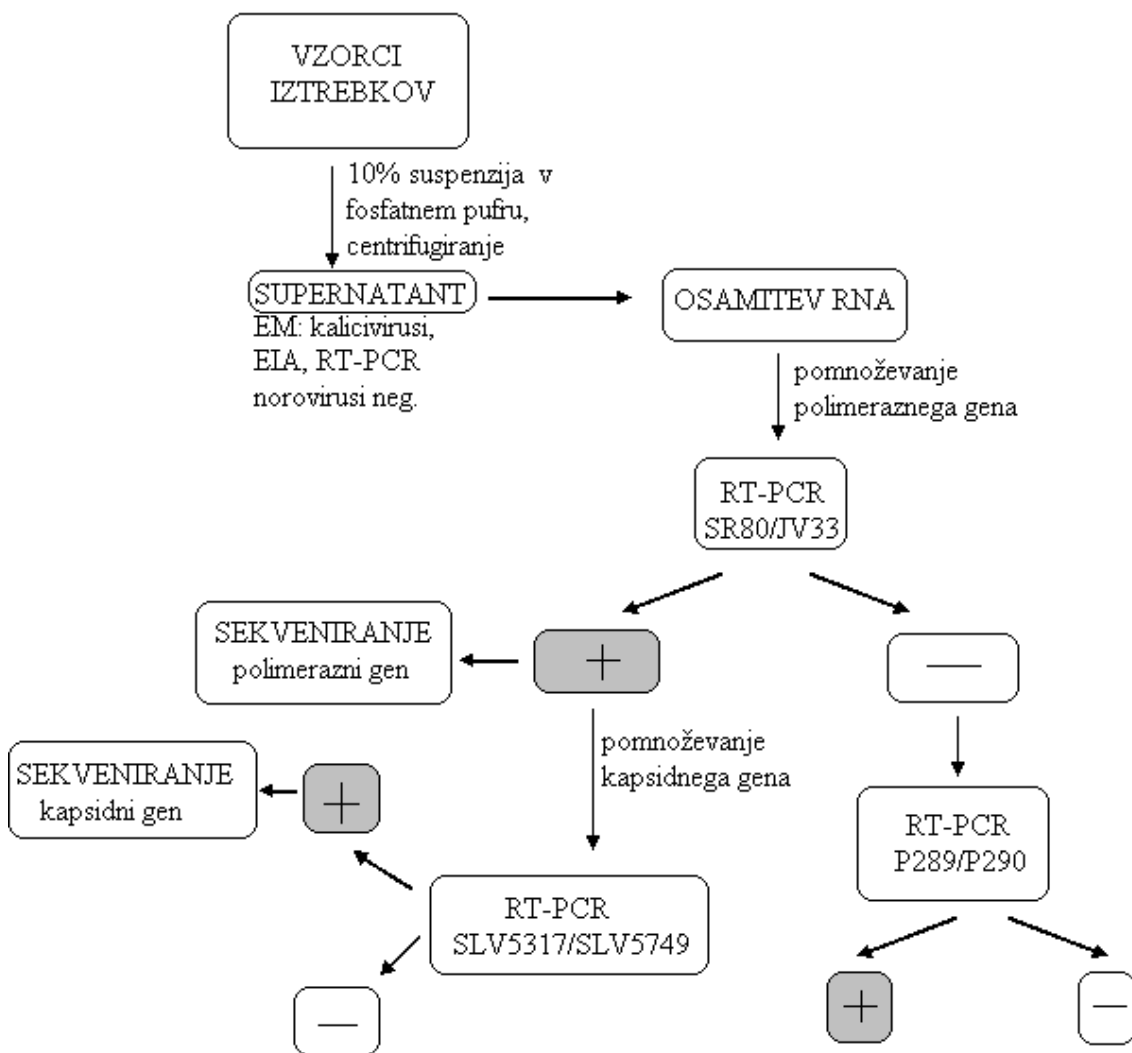 VZORCI
IZTREBKOV
10% suspenzija v
fosfatnem pufru,
centrifugiranje
SUPERNATANT
EM: kalicivirusi,
EIA, RT-PCR
norovirusi neg.
OSAMITEV RNA
pomnoževanje
polimeraznega gena
RT-PCR
SR80/JV33
+
—
SEKVENIRANJE
polimerazni gen
pomnoževanje
kapsidnega gena
SEKVENIRANJE
kapsidni gen
+
RT-PCR
P289/P290
RT-PCR
SLV5317/SLV5749
—
+
—